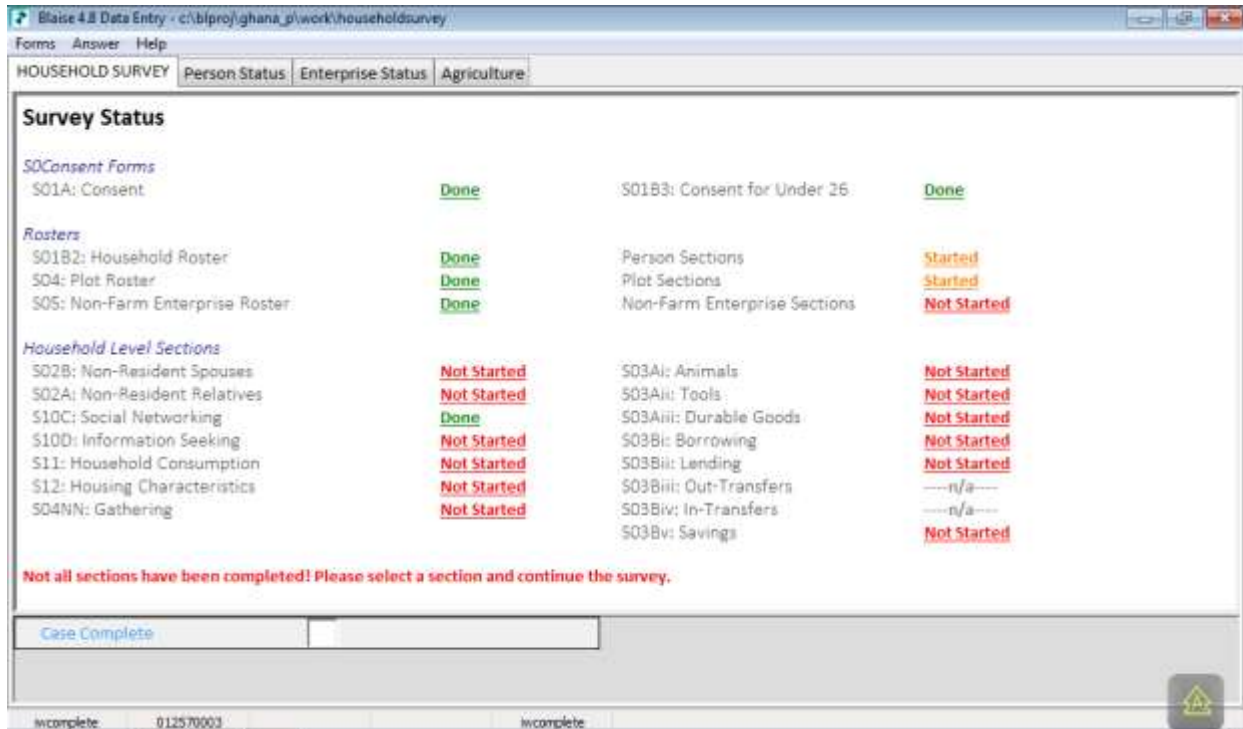 Blaise 4.8 Data Entry - c:\blproj\ghana_p\work\householdsurvey
Forms Answer Help
HOUSEHOLD SURVEY Person Status Enterprise Status Agriculture
Survey Status
S0Consent Forms
S01A: Consent Done S01B3: Consent for Under 26 Done
Rosters
S01B2: Household Roster Done Person Sections Started
S04: Plot Roster Done Plot Sections Started
S05: Non-Farm Enterprise Roster Done Non-Farm Enterprise Sections Not Started
Household Level Sections
S02B: Non-Resident Spouses Not Started S03Ai: Animals Not Started
S02A: Non-Resident Relatives Not Started S03Aii: Tools Not Started
S10C: Social Networking Done S03Aiii: Durable Goods Not Started
S10D: Information Seeking Not Started S03Bi: Borrowing Not Started
S11: Household Consumption Not Started S03Bii: Lending Not Started
S12: Housing Characteristics Not Started S03Biii: Out-Transfers ----n/a----
S04NN: Gathering Not Started S03Biv: In-Transfers ----n/a----
S03Bv: Savings Not Started
Not all sections have been completed! Please select a section and continue the survey.
Case Complete
A
iwcomplete 012570003 iwcomplete